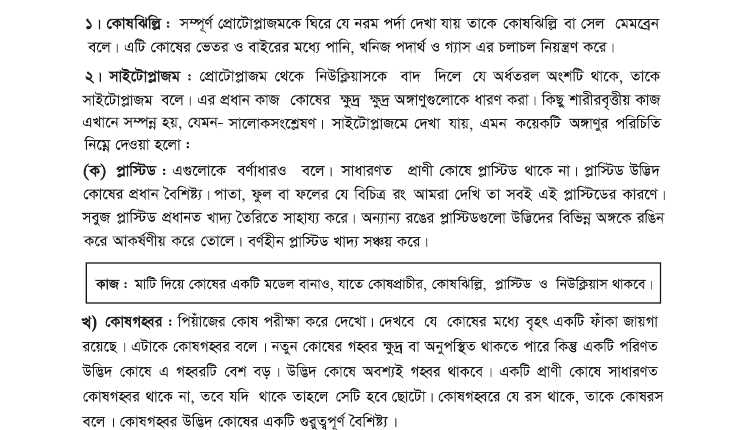 ১। কোষঝিল্লি : সম্পূর্ণ প্রোটোপ্লাজমকে ঘিরে যে নরম পর্দা দেখা যায় তাকে কোষঝিল্লি বা সেল মেমব্রেন
বলে। এটি কোষের ভেতর ও বাইরের মধ্যে পানি, খনিজ পদার্থ ও গ্যাস এর চলাচল নিয়ন্ত্রণ করে।
২। সাইটোপ্লাজম : প্রোটোপ্লাজম থেকে নিউক্লিয়াসকে বাদ দিলে যে অর্ধতরল অংশটি থাকে, তাকে
সাইটোপ্লাজম বলে। এর প্রধান কাজ কোষের ক্ষুদ্র ক্ষুদ্র অঙ্গাণুগুলোকে ধারণ করা। কিছু শারীরবৃত্তীয় কাজ
এখানে সম্পন্ন হয়, যেমন- সালোকসংশ্লেষণ। সাইটোপ্লাজমে দেখা যায়, এমন কয়েকটি অঙ্গাণুর পরিচিতি
নিম্নে দেওয়া হলো :
(ক) প্লাস্টিড : এগুলোকে বর্ণাধারও বলে। সাধারণত প্রাণী কোষে প্লাস্টিড থাকে না। প্লাস্টিড উদ্ভিদ
কোষের প্রধান বৈশিষ্ট্য। পাতা, ফুল বা ফলের যে বিচিত্র রং আমরা দেখি তা সবই এই প্লাস্টিডের কারণে।
সবুজ প্লাস্টিড প্রধানত খাদ্য তৈরিতে সাহায্য করে। অন্যান্য রঙের প্লাস্টিডগুলো উদ্ভিদের বিভিন্ন অঙ্গকে রঙিন
করে আকর্ষণীয় করে তোলে। বর্ণহীন প্লাস্টিড খাদ্য সঞ্চয় করে।
কাজ : মাটি দিয়ে কোষের একটি মডেল বানাও, যাতে কোষপ্রাচীর, কোষঝিল্লি, প্লাস্টিড ও নিউক্লিয়াস থাকবে।
খ) কোষগহ্বর : পিয়াঁজের কোষ পরীক্ষা করে দেখো। দেখবে যে কোষের মধ্যে বৃহৎ একটি ফাঁকা জায়গা
রয়েছে। এটাকে কোষগহ্বর বলে। নতুন কোষের গহ্বর ক্ষুদ্র বা অনুপস্থিত থাকতে পারে কিন্তু একটি পরিণত
উদ্ভিদ কোষে এ গহ্বরটি বেশ বড়। উদ্ভিদ কোষে অবশ্যই গহ্বর থাকবে। একটি প্রাণী কোষে সাধারণত
কোষগহ্বর থাকে না, তবে যদি থাকে তাহলে সেটি হবে ছোটো। কোষগহ্বরে যে রস থাকে, তাকে কোষরস
বলে। কোষগহ্বর উদ্ভিদ কোষের একটি গুরুত্বপূর্ণ বৈশিষ্ট্য।